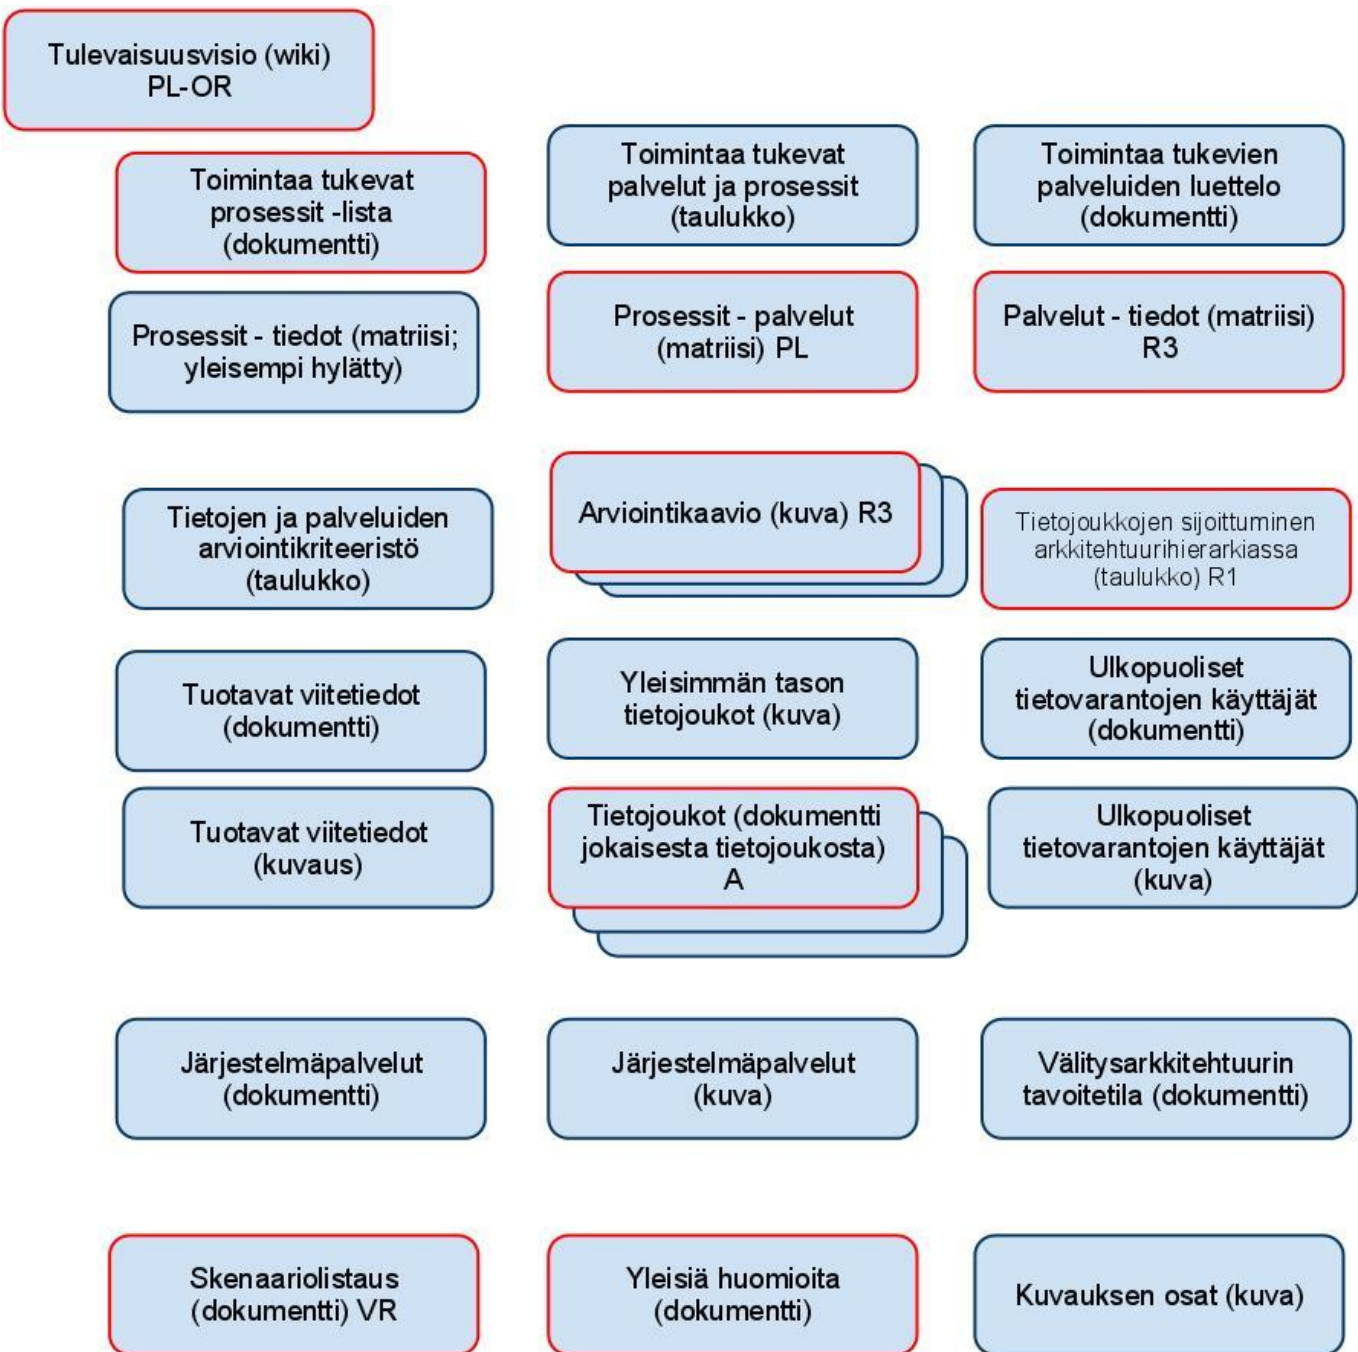 Tulevaisuusvisio (wiki)
PL-OR
Toimintaa tukevat
prosessit -lista
(dokumentti)
Toimintaa tukevat
palvelut ja prosessit
(taulukko)
Toimintaa tukevien
palveluiden luettelo
(dokumentti)
Prosessit - tiedot (matriisi;
yleisempi hylätty)
Prosessit - palvelut
(matriisi) PL
Palvelut - tiedot (matriisi)
R3
Tietojen ja palveluiden
arviointikriteeristö
(taulukko)
Arviointikaavio (kuva) R3
Tietojoukkojen sijoittuminen
arkkitehtuurihierarkiassa
(taulukko) R1
Tuotavat viitetiedot
(dokumentti)
Yleisimmän tason
tietojoukot (kuva)
Ulkopuoliset
tietovarantojen käyttäjät
(dokumentti)
Tuotavat viitetiedot
(kuvaus)
Tietojoukot (dokumentti
jokaisesta tietojoukosta)
A
Ulkopuoliset
tietovarantojen käyttäjät
(kuva)
Järjestelmäpalvelut
(dokumentti)
Järjestelmäpalvelut
(kuva)
Välitysarkkitehtuurin
tavoitetila (dokumentti)
Skenaariolistaus
(dokumentti) VR
Yleisiä huomioita
(dokumentti)
Kuvauksen osat (kuva)